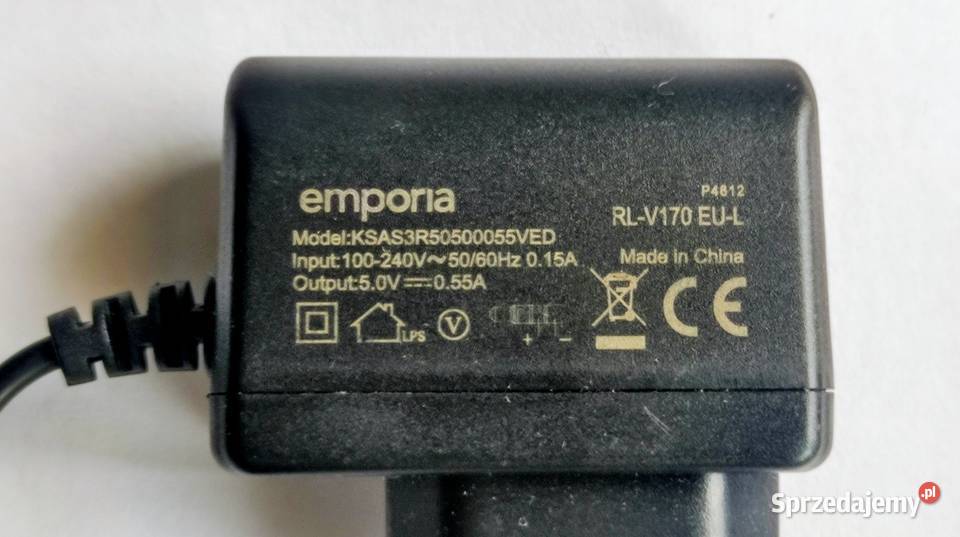 emporia
Model:KSAS3R50500055VED
Input:100-240V~50/60Hz 0.15A
Output:5.0V⎓0.55A
LPS
V
+ -
P4612
RL-V170 EU-L
Made in China
CE
Sprzedajemy.pl